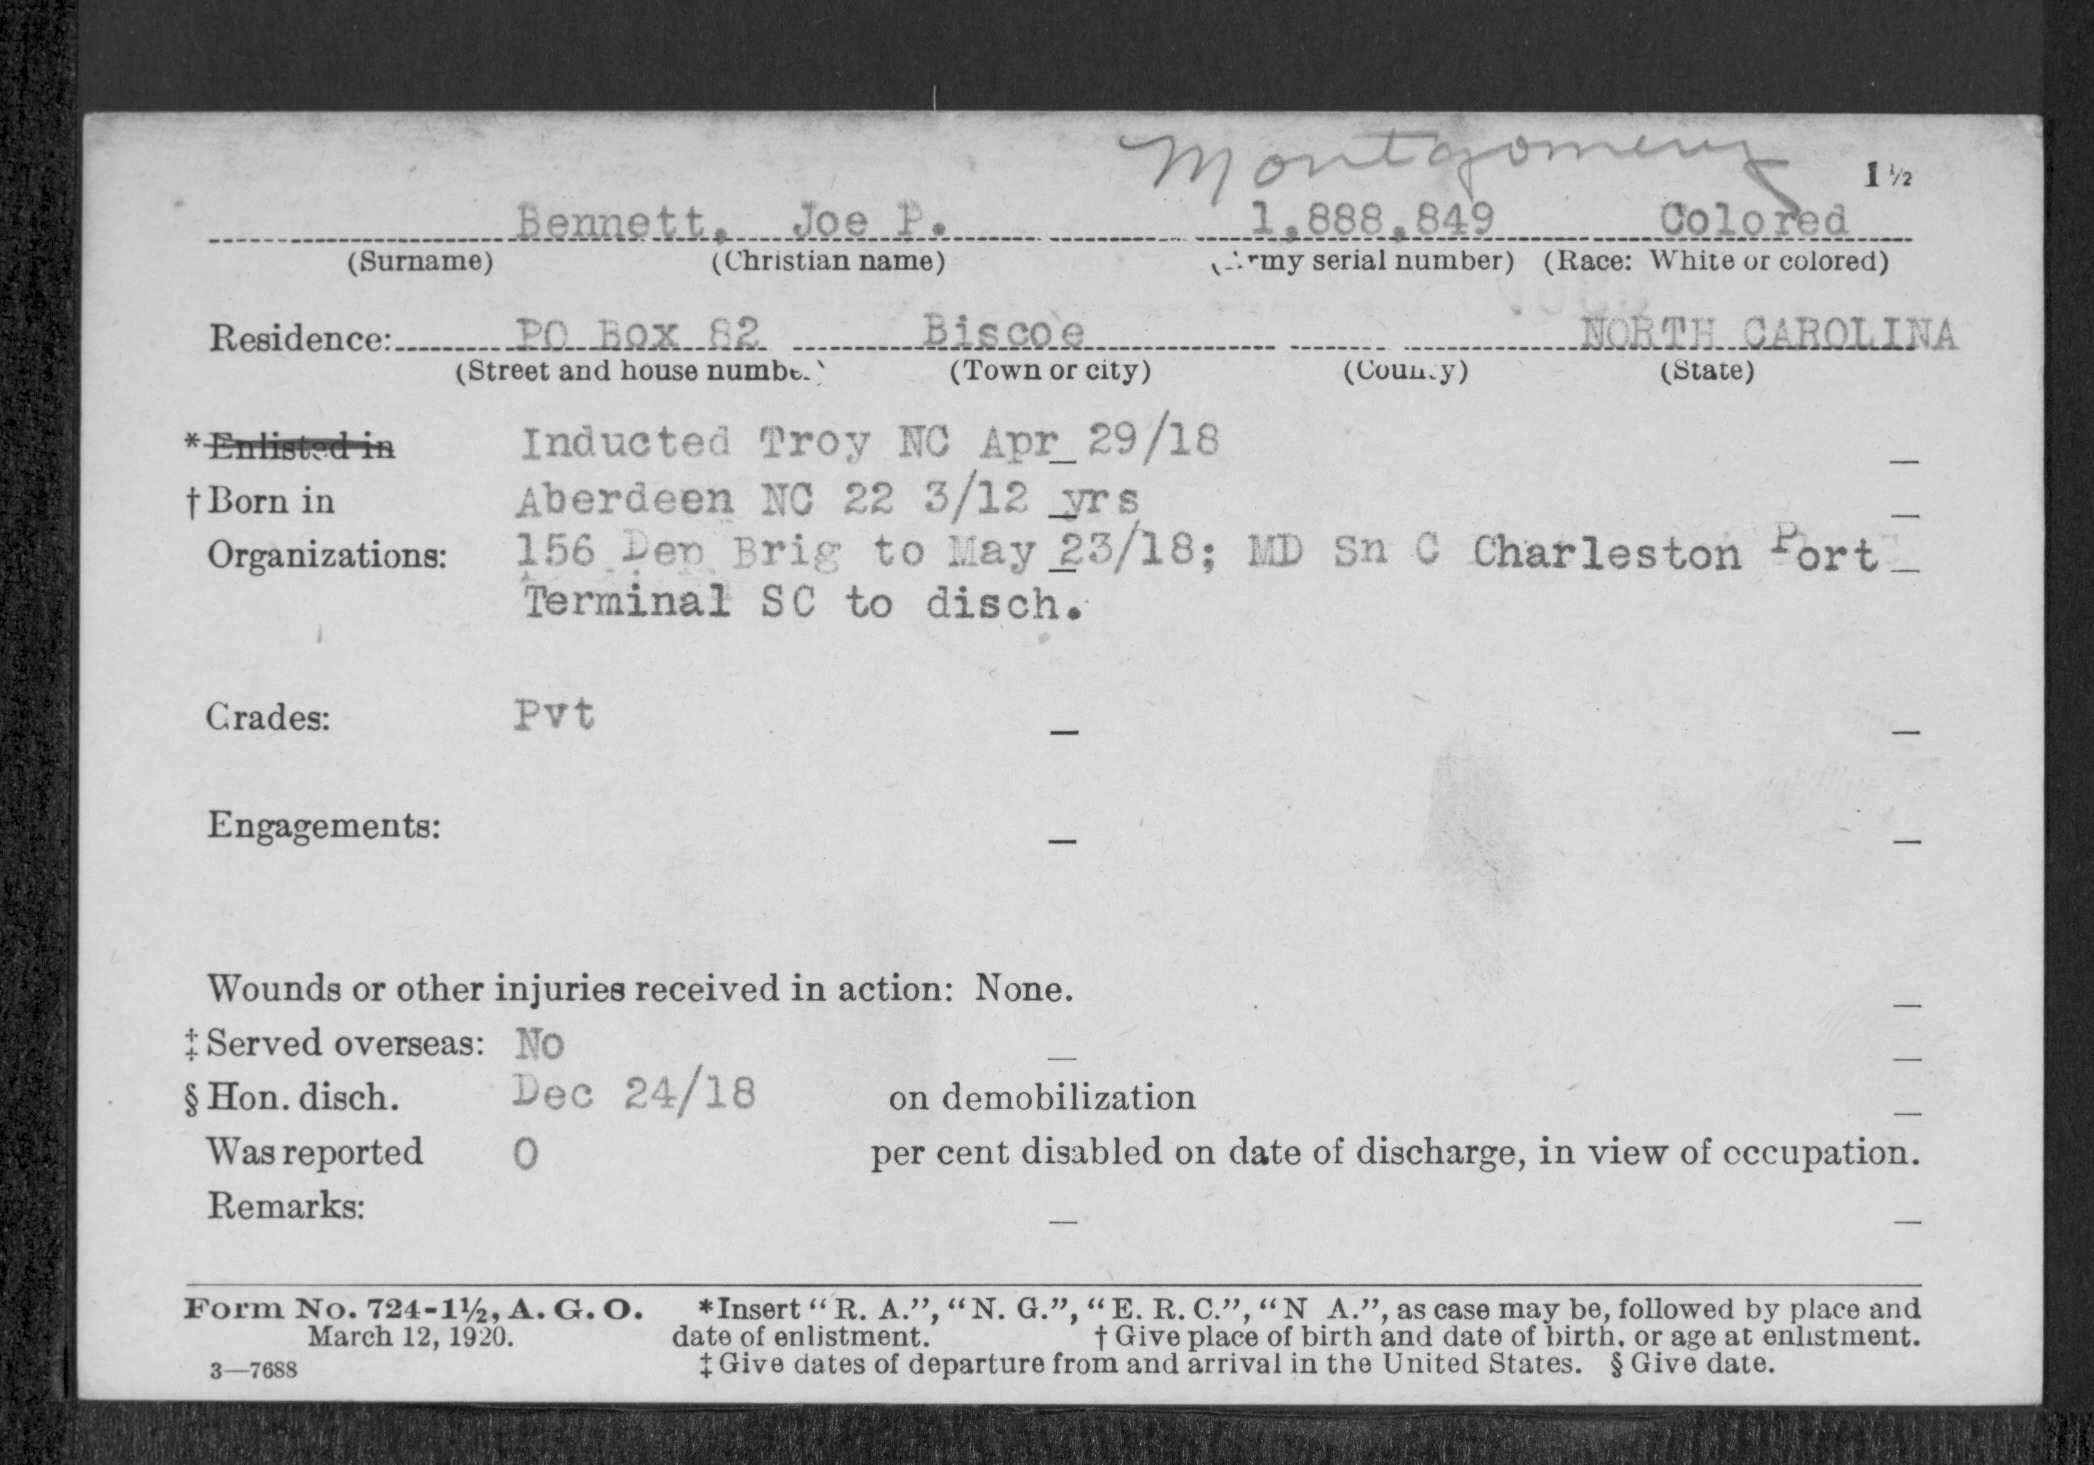 Montgomery
1 ½
Bennett, Joe P. 1,888,849 Colored
(Surname) (Christian name) (Army serial number) (Race: White or colored)
Residence: PO Box 82 Biscoe NORTH CAROLINA
(Street and house number) (Town or city) (County) (State)
* Enlisted in Inducted Troy NC Apr 29/18
† Born in Aberdeen NC 22 3/12 yrs
Organizations: 156 Dep Brig to May 23/18; MD Sn C Charleston Port
Terminal SC to disch.
Grades: Pvt
Engagements:
Wounds or other injuries received in action: None.
‡ Served overseas: No
§ Hon. disch. Dec 24/18 on demobilization
Was reported 0 per cent disabled on date of discharge, in view of occupation.
Remarks:
Form No. 724-1½, A. G. O. *Insert "R. A.", "N. G.", "E. R. C.", "N A.", as case may be, followed by place and
March 12, 1920. date of enlistment. † Give place of birth and date of birth, or age at enlistment.
3—7688 ‡ Give dates of departure from and arrival in the United States. § Give date.